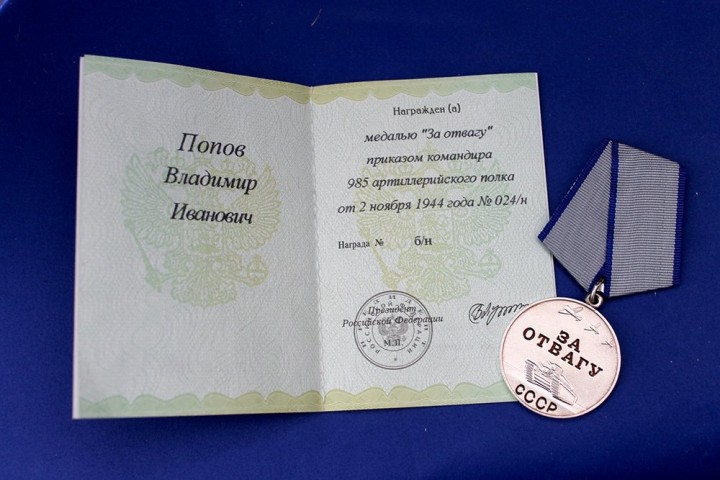 Попов
Владимир
Иванович
Награжден (а)
медалью "За отвагу"
приказом командира
985 артиллерийского полка
от 2 ноября 1944 года № 024/н
Награда № б/н
Президент
Российской Федерации
М.П.
ЗА
ОТВАГУ
СССР